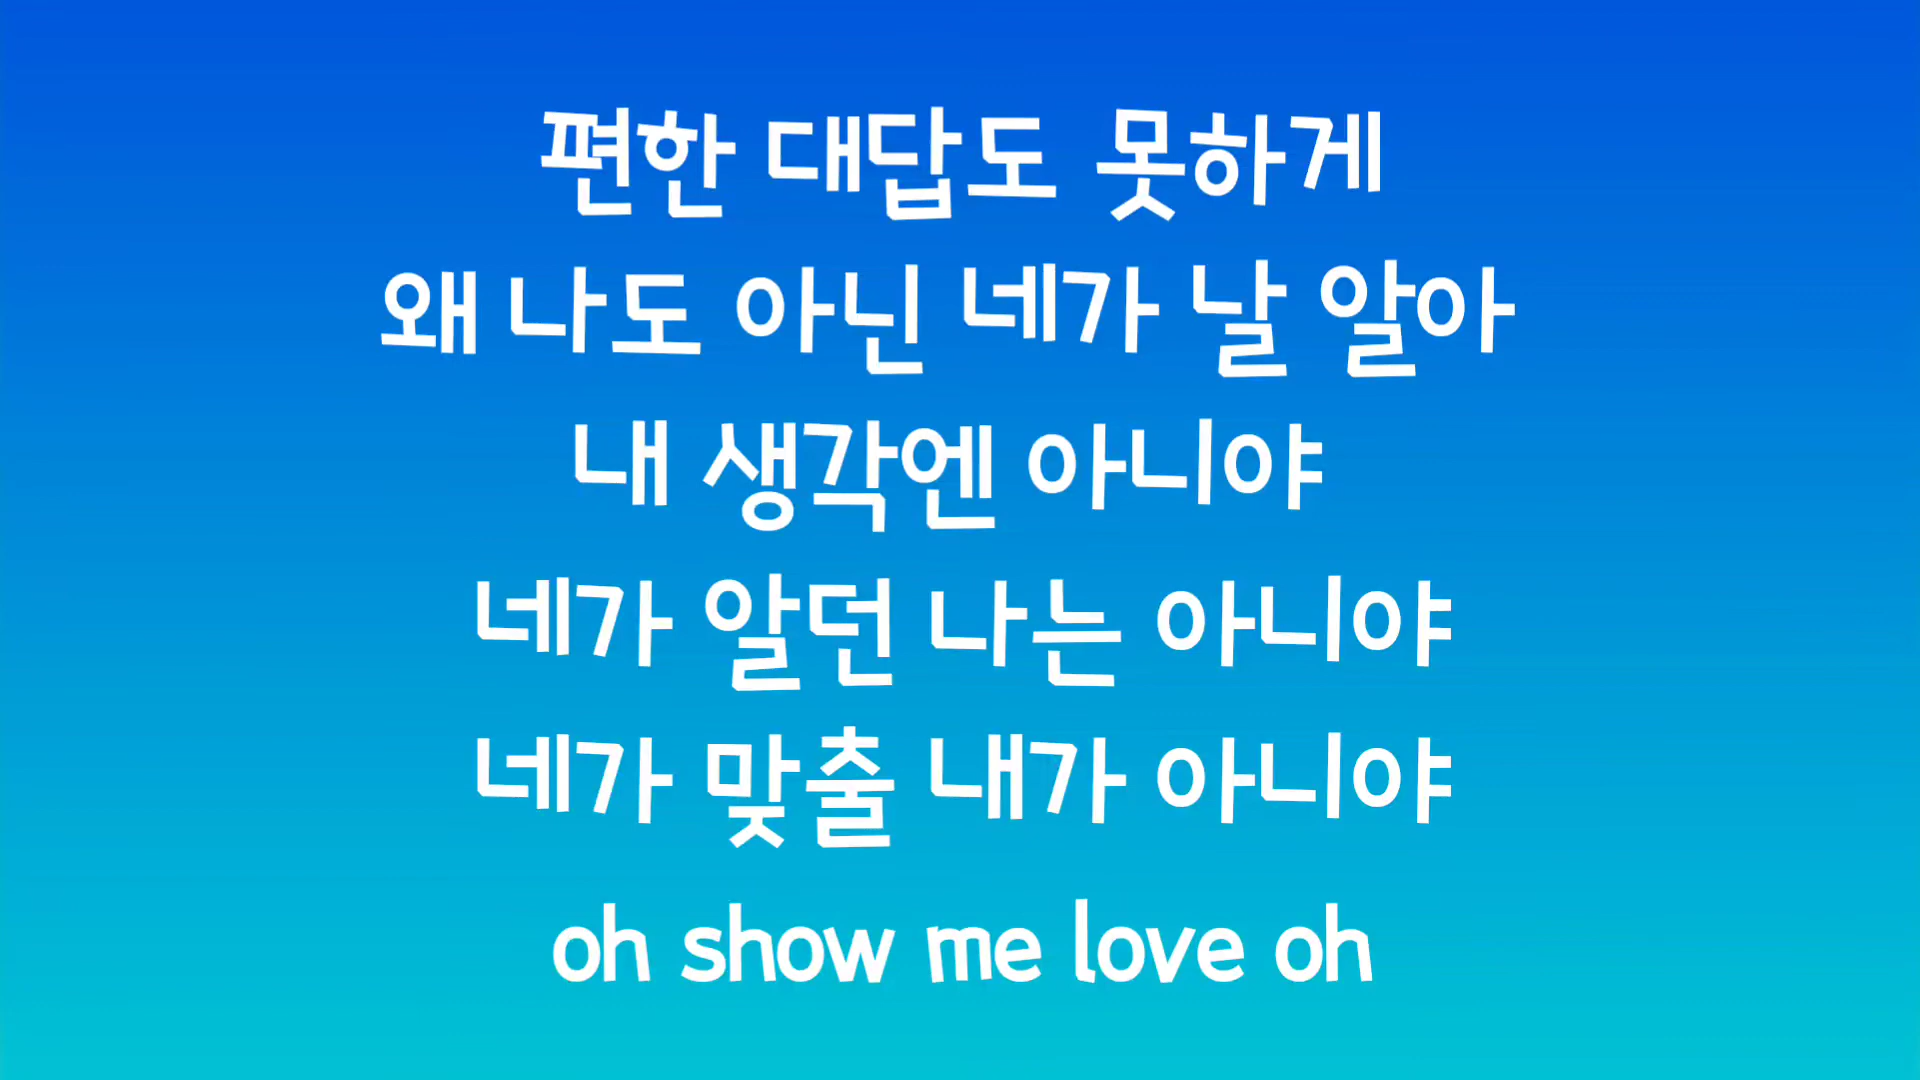 편한 대답도 못하게
왜 나도 아닌 네가 날 알아
내 생각엔 아니야
네가 알던 나는 아니야
네가 맞출 내가 아니야
oh show me love oh